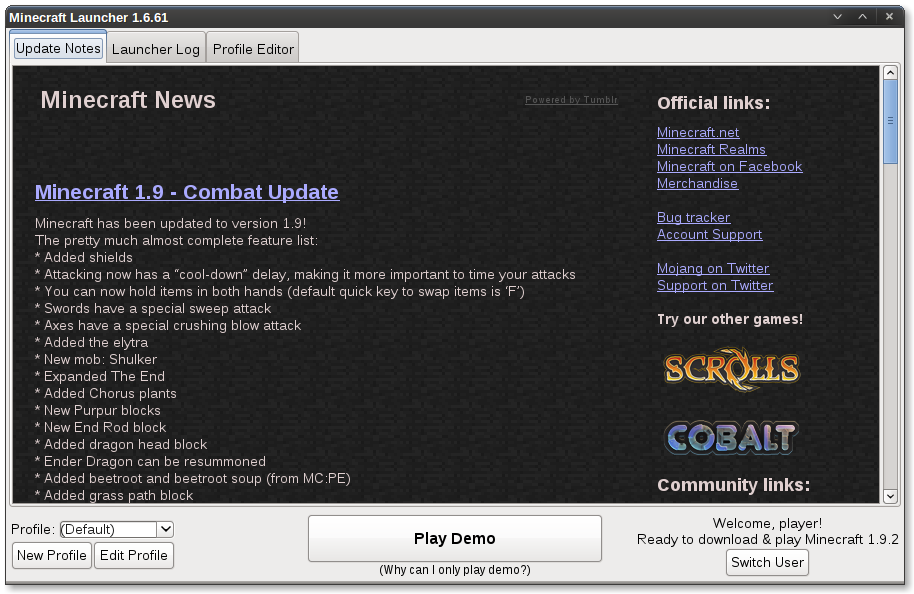 Minecraft Launcher 1.6.61
Update Notes
Launcher Log
Profile Editor
Minecraft News
Powered by Tumblr
Minecraft 1.9 - Combat Update
Minecraft has been updated to version 1.9!
The pretty much almost complete feature list:
* Added shields
* Attacking now has a “cool-down” delay, making it more important to time your attacks
* You can now hold items in both hands (default quick key to swap items is ‘F’)
* Swords have a special sweep attack
* Axes have a special crushing blow attack
* Added the elytra
* New mob: Shulker
* Expanded The End
* Added Chorus plants
* New Purpur blocks
* New End Rod block
* Added dragon head block
* Ender Dragon can be resummoned
* Added beetroot and beetroot soup (from MC:PE)
* Added grass path block
Official links:
Minecraft.net
Minecraft Realms
Minecraft on Facebook
Merchandise
Bug tracker
Account Support
Mojang on Twitter
Support on Twitter
Try our other games!
SCROLLS
COBALT
Community links:
Profile: (Default)
New Profile
Edit Profile
Play Demo
(Why can I only play demo?)
Welcome, player!
Ready to download & play Minecraft 1.9.2
Switch User